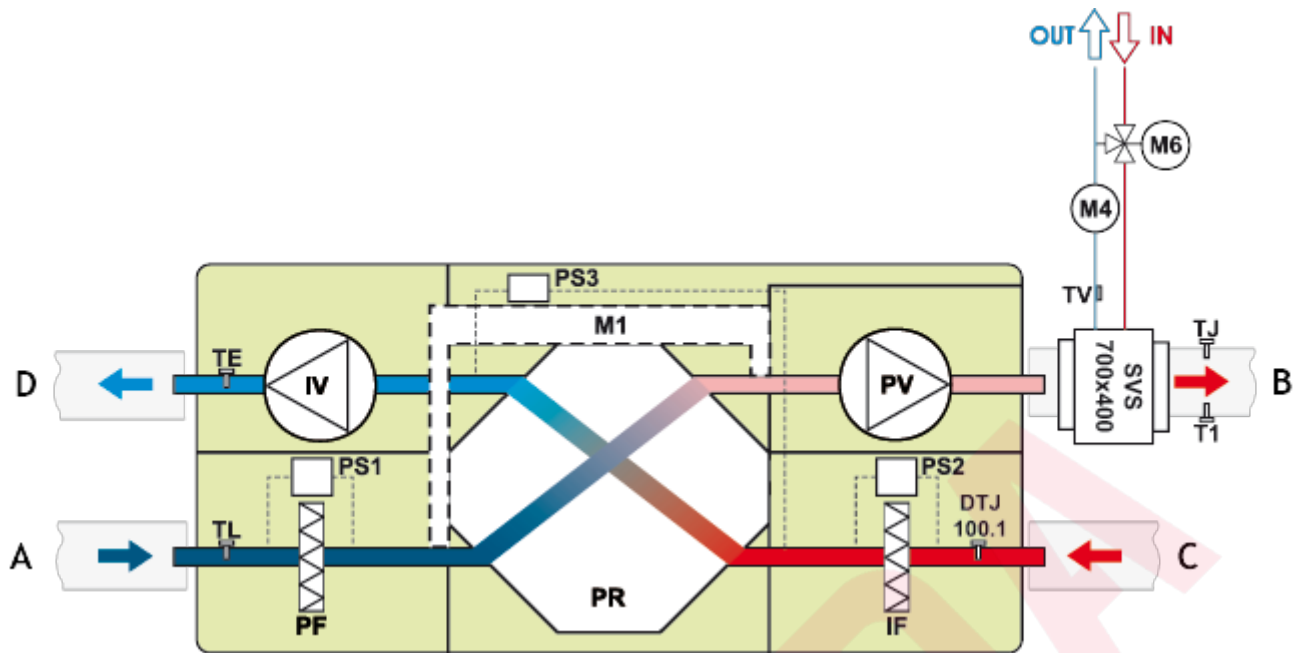 OUT IN
M6
M4
PS3
TV
M1
TE
TJ
D
IV
PV
SVS
700x400
B
T1
PS1
PS2
TL
DTJ
100.1
A
C
PR
PF
IF